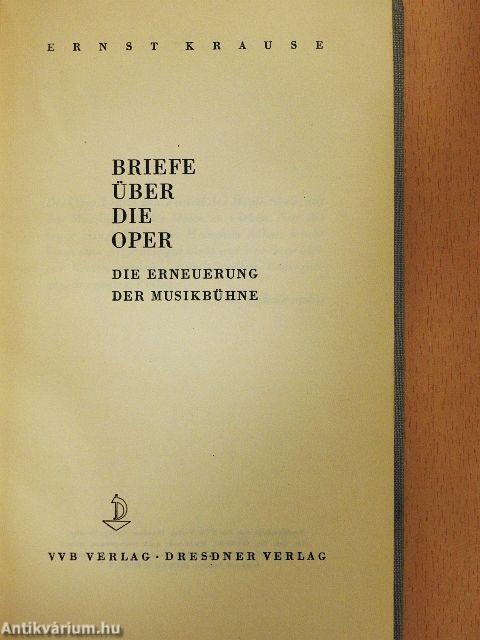 ERNST KRAUSE
BRIEFE
ÜBER
DIE
OPER
DIE ERNEUERUNG
DER MUSIKBÜHNE
D
VVB VERLAG · DRESDNER VERLAG
Antikvárium.hu